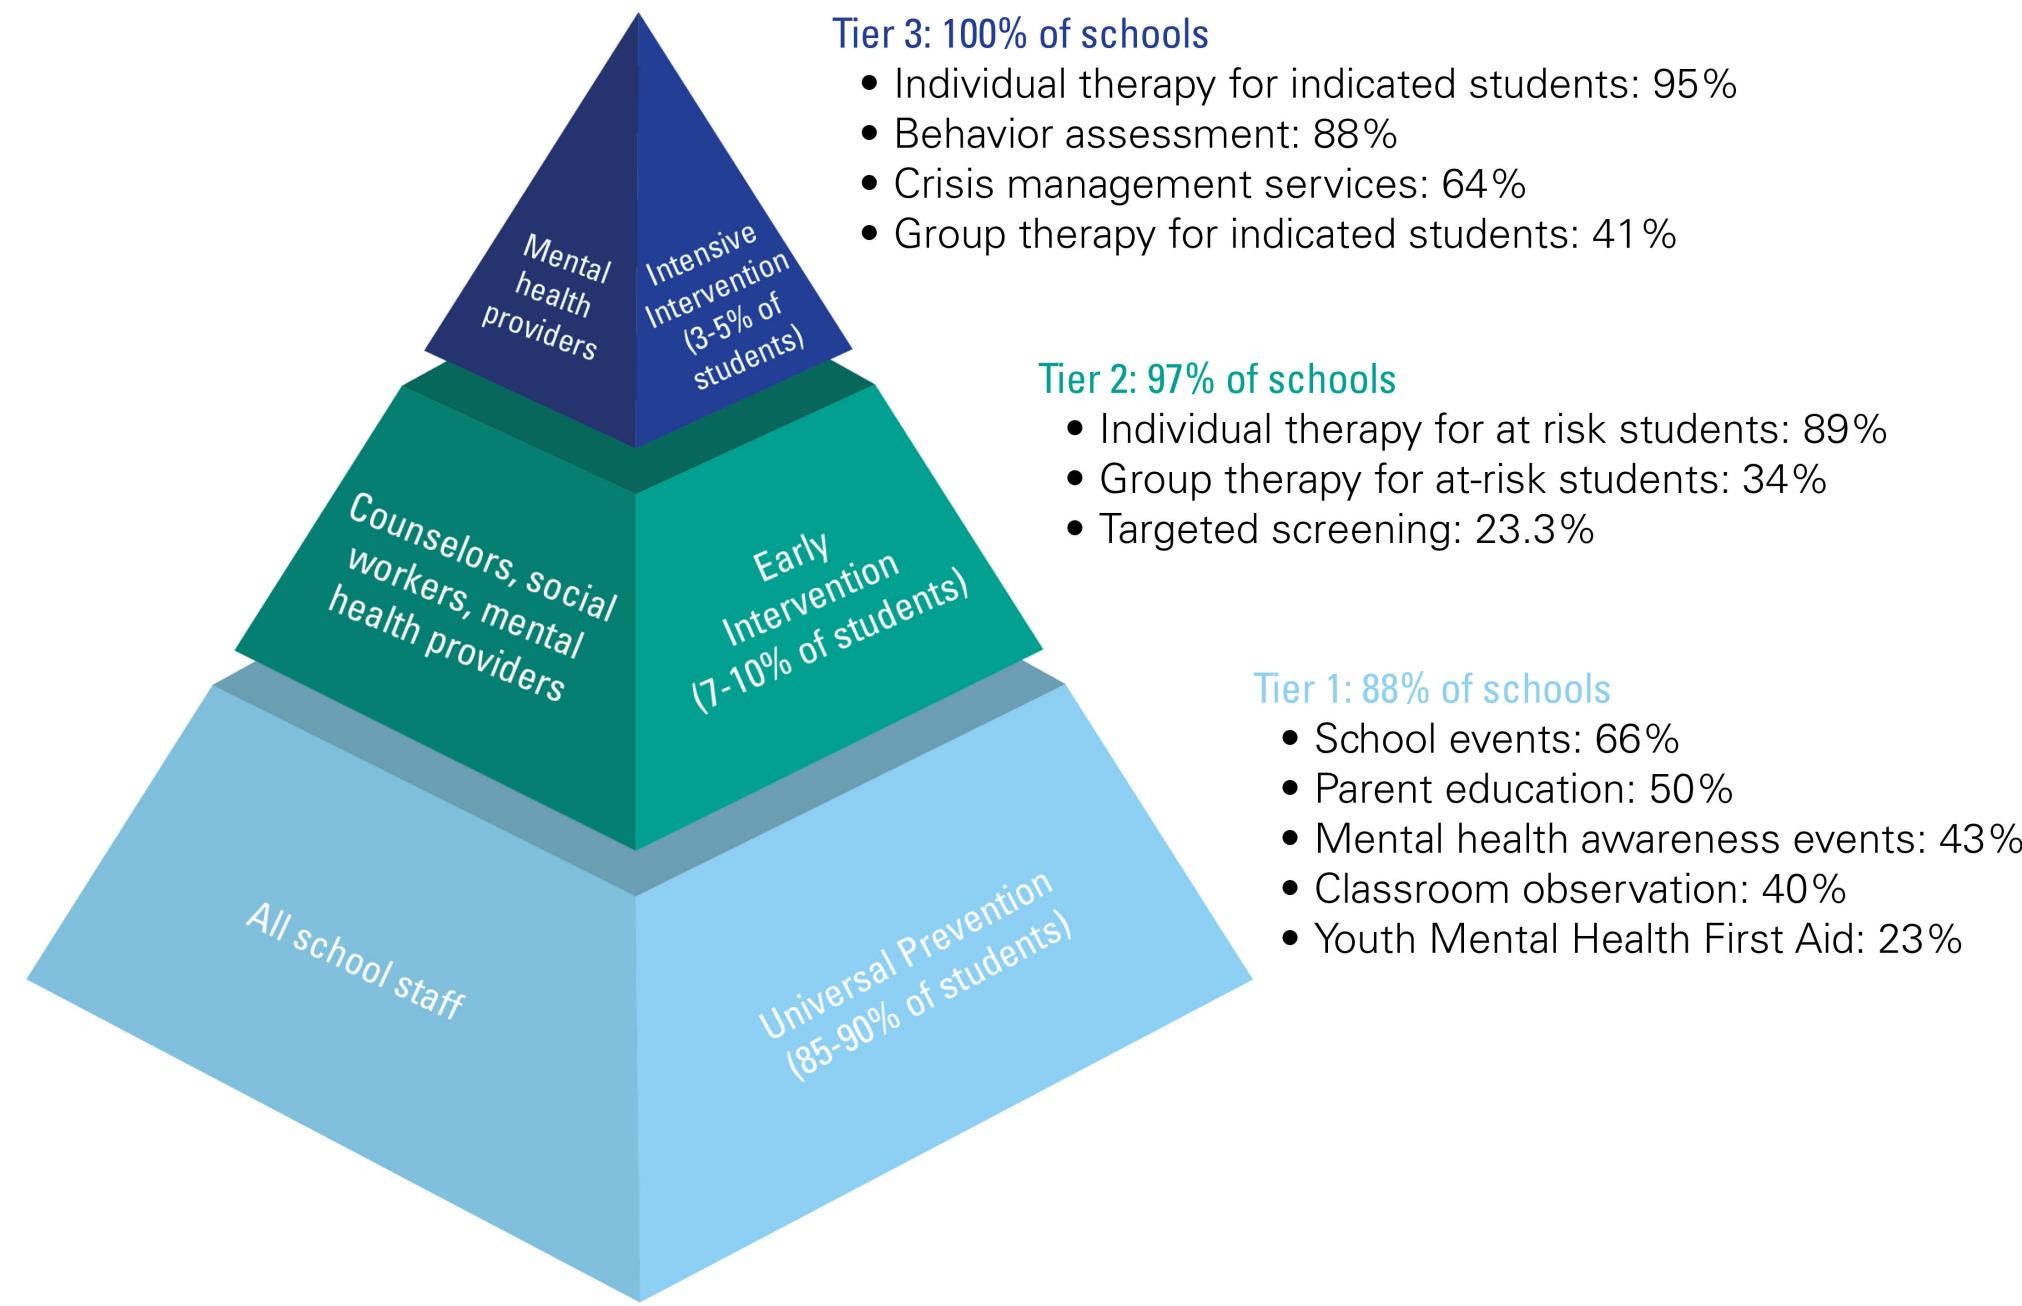 Tier 3: 100% of schools
• Individual therapy for indicated students: 95%
• Behavior assessment: 88%
• Crisis management services: 64%
• Group therapy for indicated students: 41%
Mental
health
providers
Intensive
Intervention
(3-5% of
students)
Tier 2: 97% of schools
• Individual therapy for at risk students: 89%
• Group therapy for at-risk students: 34%
• Targeted screening: 23.3%
Counselors, social
workers, mental
health providers
Early
Intervention
(7-10% of students)
Tier 1: 88% of schools
• School events: 66%
• Parent education: 50%
• Mental health awareness events: 43%
• Classroom observation: 40%
• Youth Mental Health First Aid: 23%
All school staff
Universal Prevention
(85-90% of students)